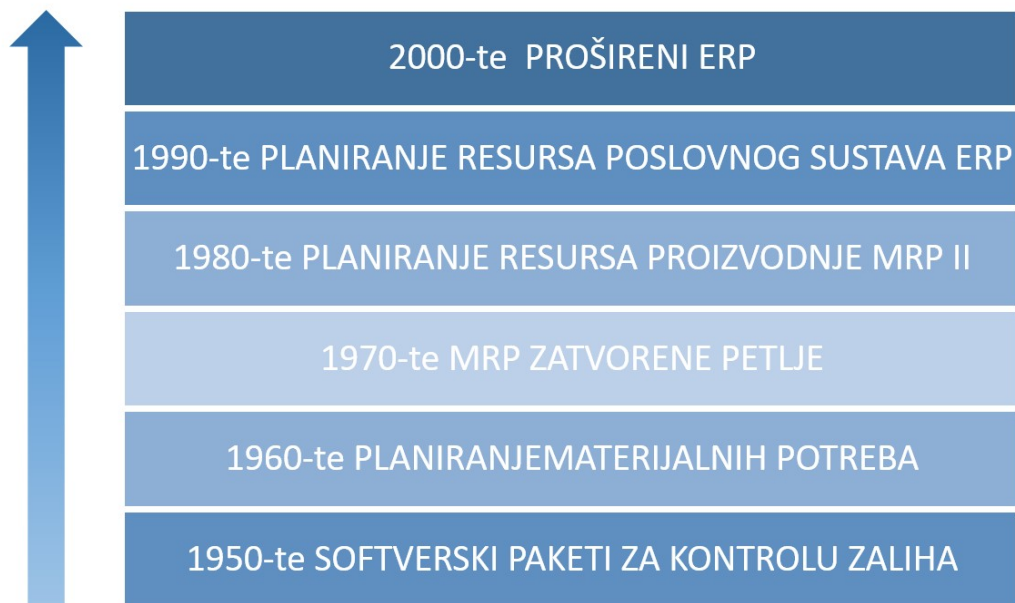 2000-te  PROŠIRENI ERP
1990-te PLANIRANJE RESURSA POSLOVNOG SUSTAVA ERP
1980-te PLANIRANJE RESURSA PROIZVODNJE MRP II
1970-te MRP ZATVORENE PETLJE
1960-te PLANIRANJEMATERIJALNIH POTREBA
1950-te SOFTVERSKI PAKETI ZA KONTROLU ZALIHA